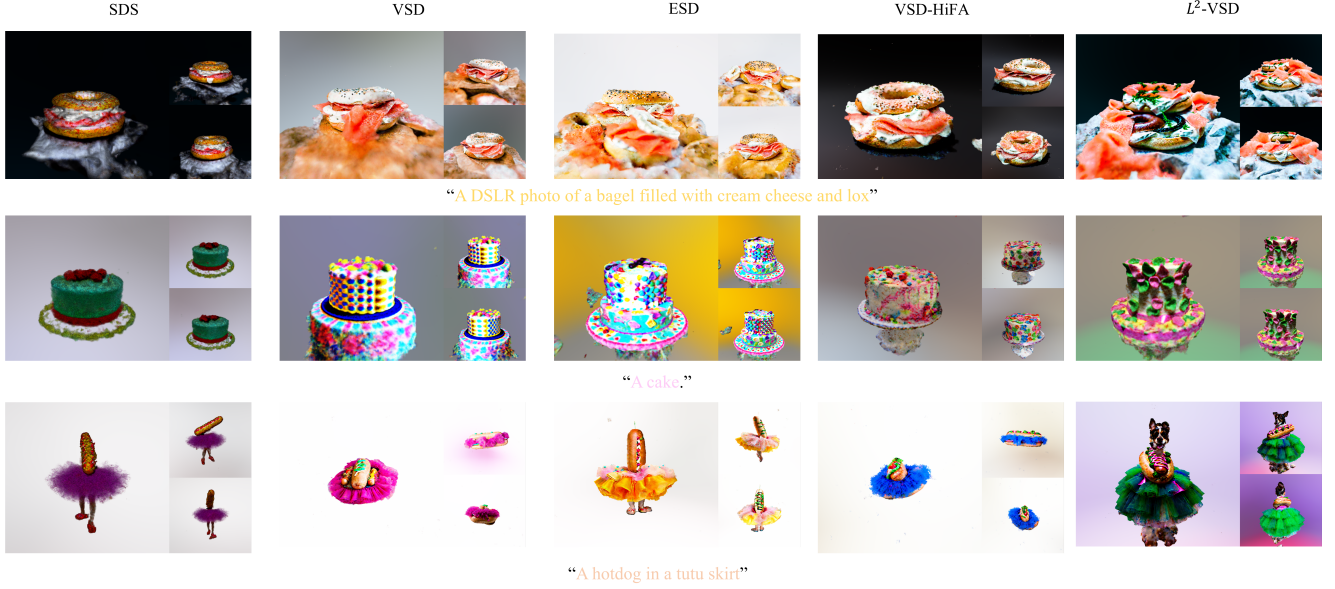 SDS VSD ESD VSD-HiFA L²-VSD
“A DSLR photo of a bagel filled with cream cheese and lox”
“A cake.”
“A hotdog in a tutu skirt”